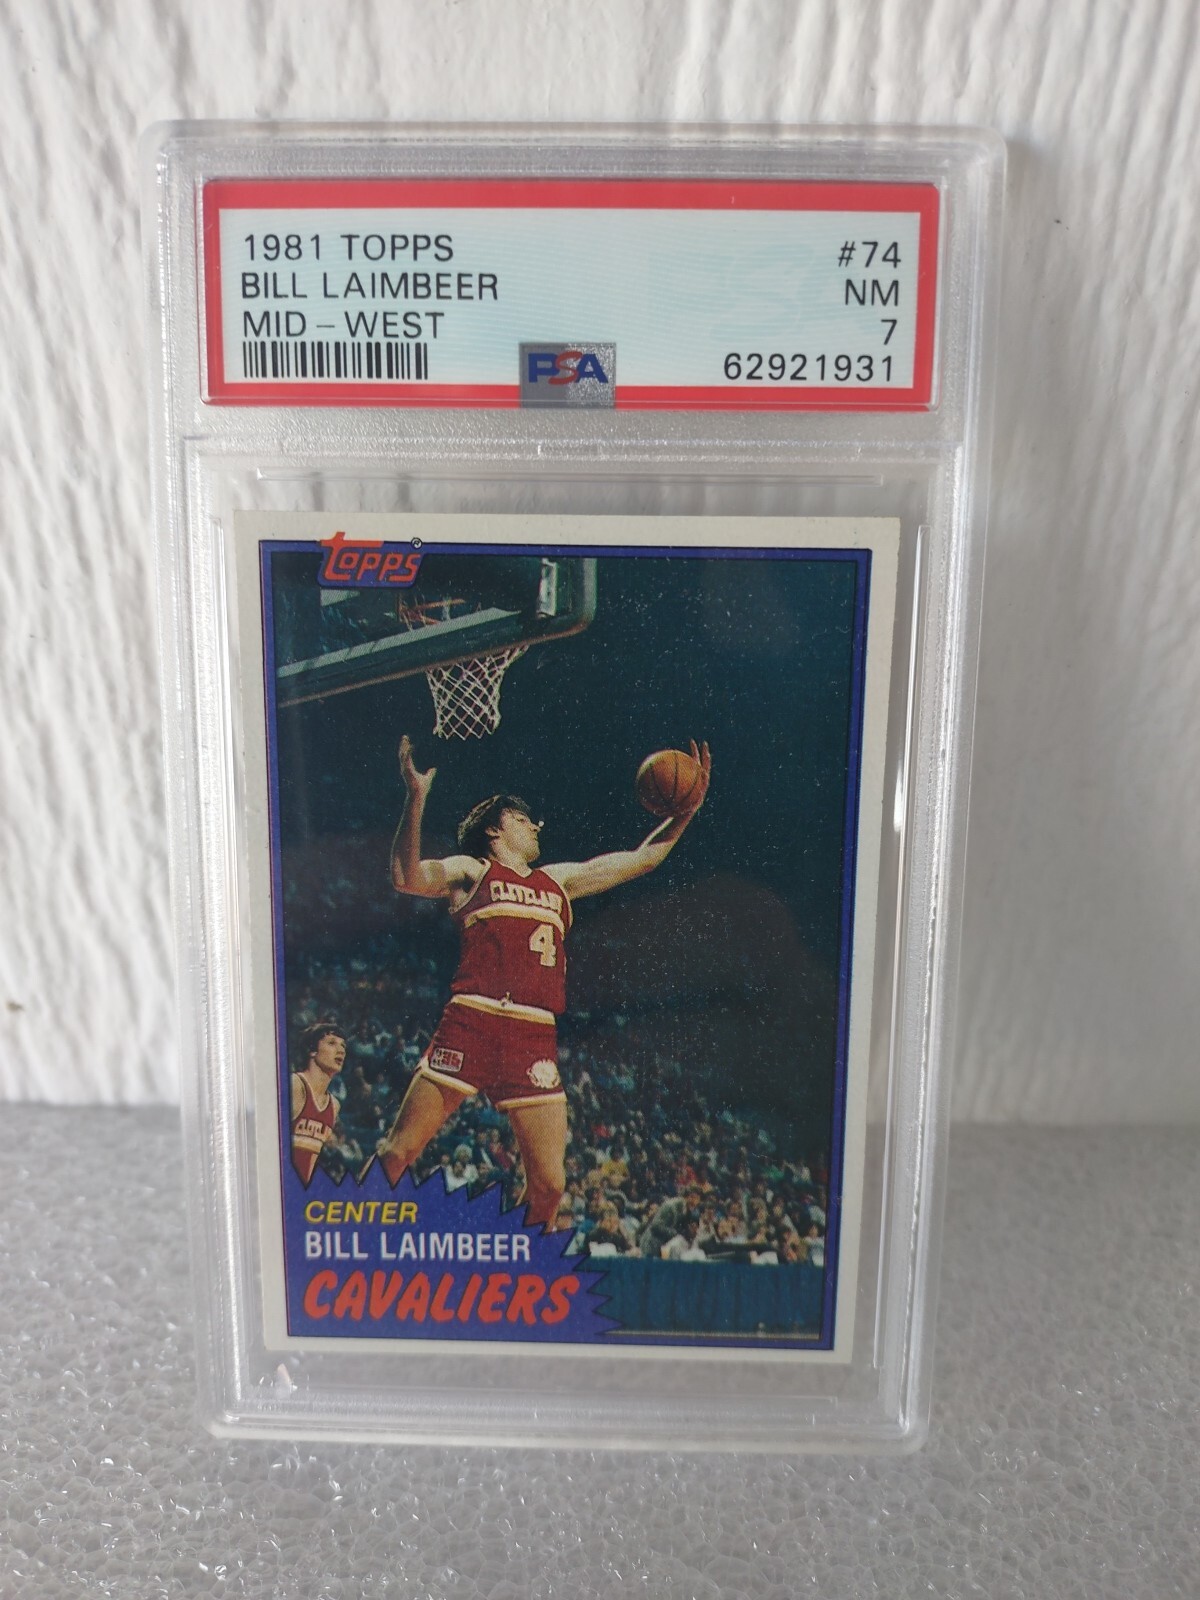 1981 TOPPS #74
BILL LAIMBEER NM
MID-WEST 7
PSA 62921931
Topps®
CLEVELAND
4
CENTER
BILL LAIMBEER
CAVALIERS